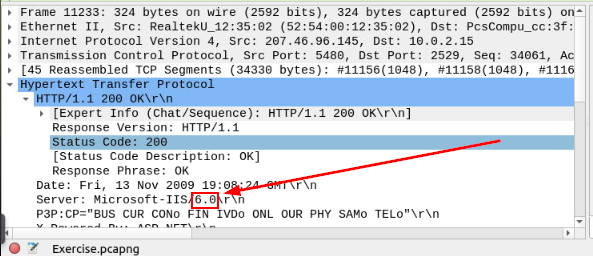 Frame 11233: 324 bytes on wire (2592 bits), 324 bytes captured (2592 bits) on
Ethernet II, Src: RealtekU_12:35:02 (52:54:00:12:35:02), Dst: PcsCompu_cc:3f:
Internet Protocol Version 4, Src: 207.46.96.145, Dst: 10.0.2.15
Transmission Control Protocol, Src Port: 5480, Dst Port: 2529, Seq: 34061, Ac
[45 Reassembled TCP Segments (34330 bytes): #11156(1048), #11158(1048), #1116
Hypertext Transfer Protocol
HTTP/1.1 200 OK\r\n
[Expert Info (Chat/Sequence): HTTP/1.1 200 OK\r\n]
Response Version: HTTP/1.1
Status Code: 200
[Status Code Description: OK]
Response Phrase: OK
Date: Fri, 13 Nov 2009 19:08:24 GMT\r\n
Server: Microsoft-IIS/6.0\r\n
P3P:CP="BUS CUR CONo FIN IVDo ONL OUR PHY SAMo TELo"\r\n
X-Powered-By: ASP.NET\r\n
Exercise.pcapng